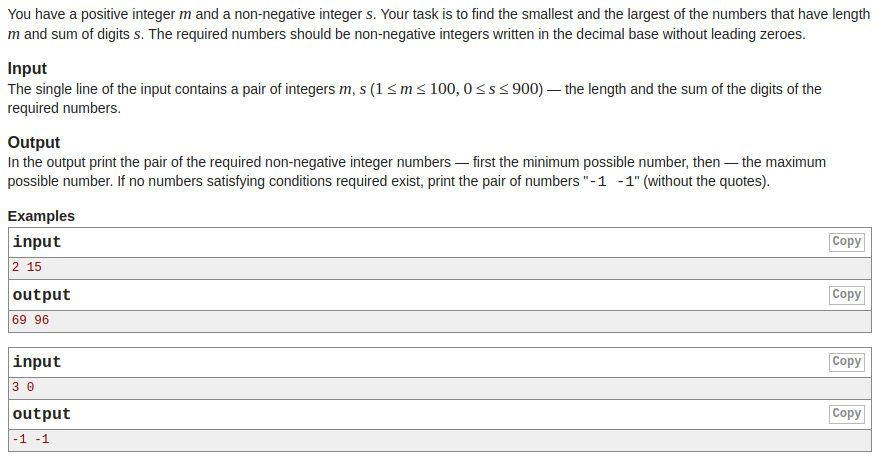 You have a positive integer m and a non-negative integer s. Your task is to find the smallest and the largest of the numbers that have length
m and sum of digits s. The required numbers should be non-negative integers written in the decimal base without leading zeroes.
Input
The single line of the input contains a pair of integers m, s (1 ≤ m ≤ 100, 0 ≤ s ≤ 900) — the length and the sum of the digits of the
required numbers.
Output
In the output print the pair of the required non-negative integer numbers — first the minimum possible number, then — the maximum
possible number. If no numbers satisfying conditions required exist, print the pair of numbers "-1 -1" (without the quotes).
Examples
input Copy
2 15
output Copy
69 96
input Copy
3 0
output Copy
-1 -1